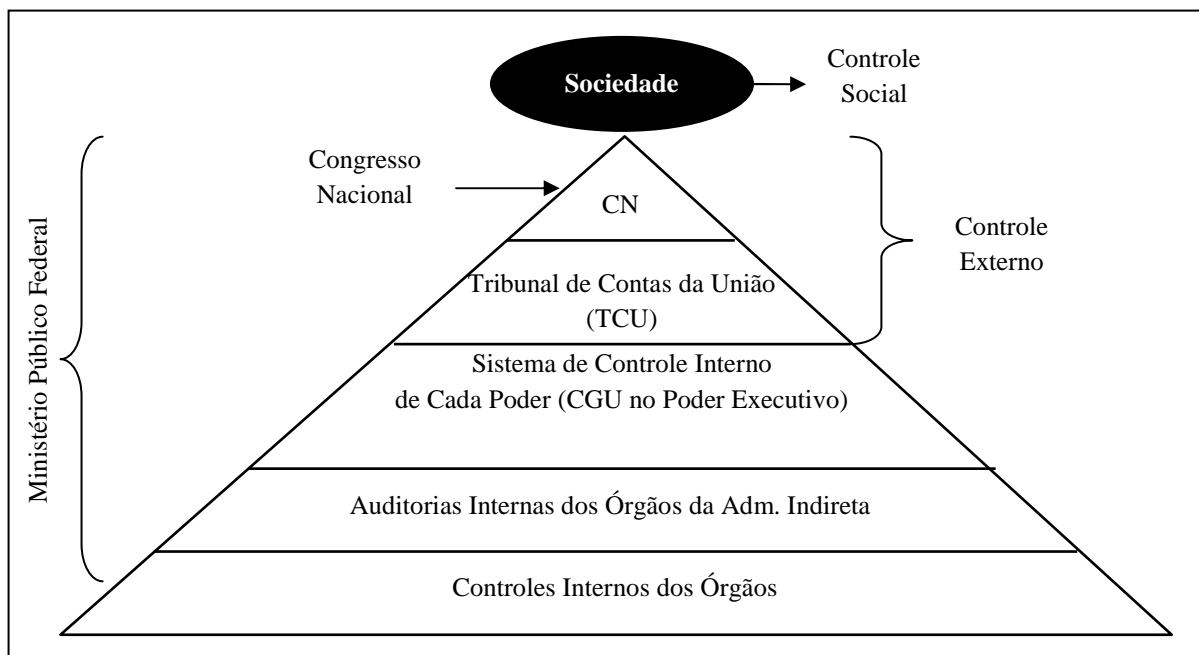 Sociedade
Controle
Social
Congresso
Nacional
CN
Controle
Externo
Ministério Público Federal
Tribunal de Contas da União
(TCU)
Sistema de Controle Interno
de Cada Poder (CGU no Poder Executivo)
Auditorias Internas dos Órgãos da Adm. Indireta
Controles Internos dos Órgãos